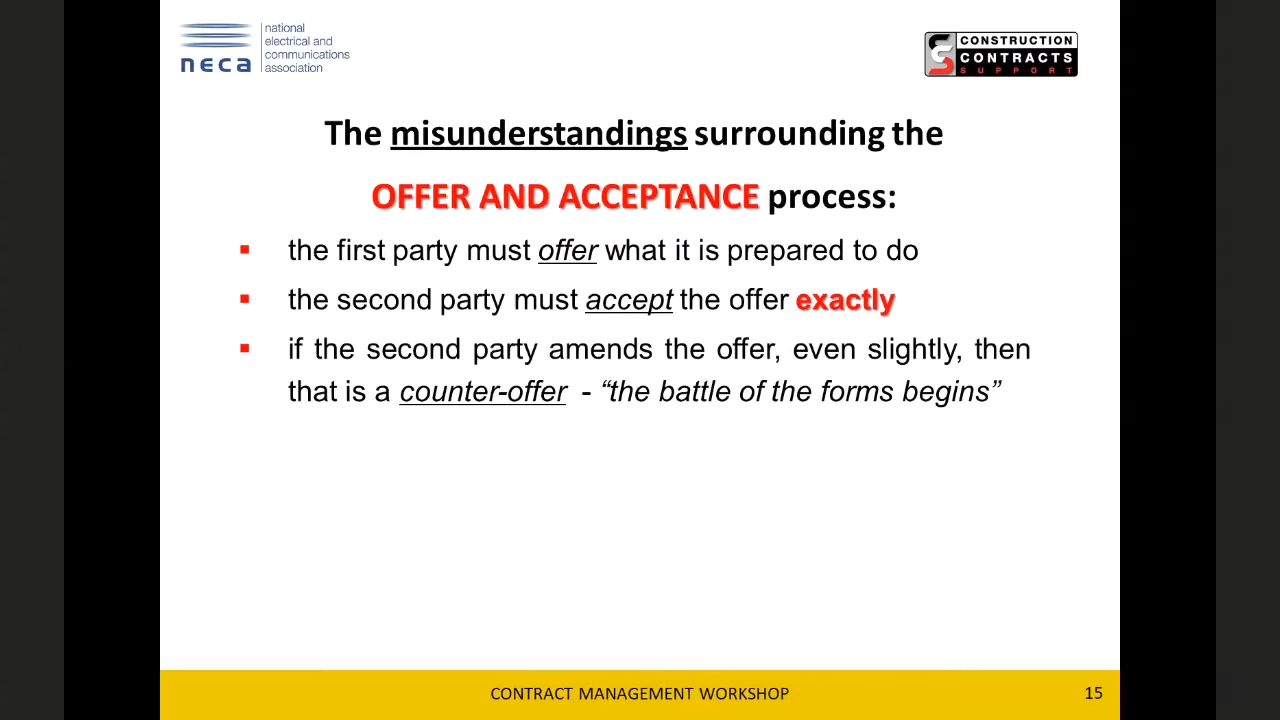 national
electrical and
communications
association
neca
CONSTRUCTION
CONTRACTS
SUPPORT
The misunderstandings surrounding the
OFFER AND ACCEPTANCE process:
▪ the first party must offer what it is prepared to do
▪ the second party must accept the offer exactly
▪ if the second party amends the offer, even slightly, then
that is a counter-offer - “the battle of the forms begins”
CONTRACT MANAGEMENT WORKSHOP
15